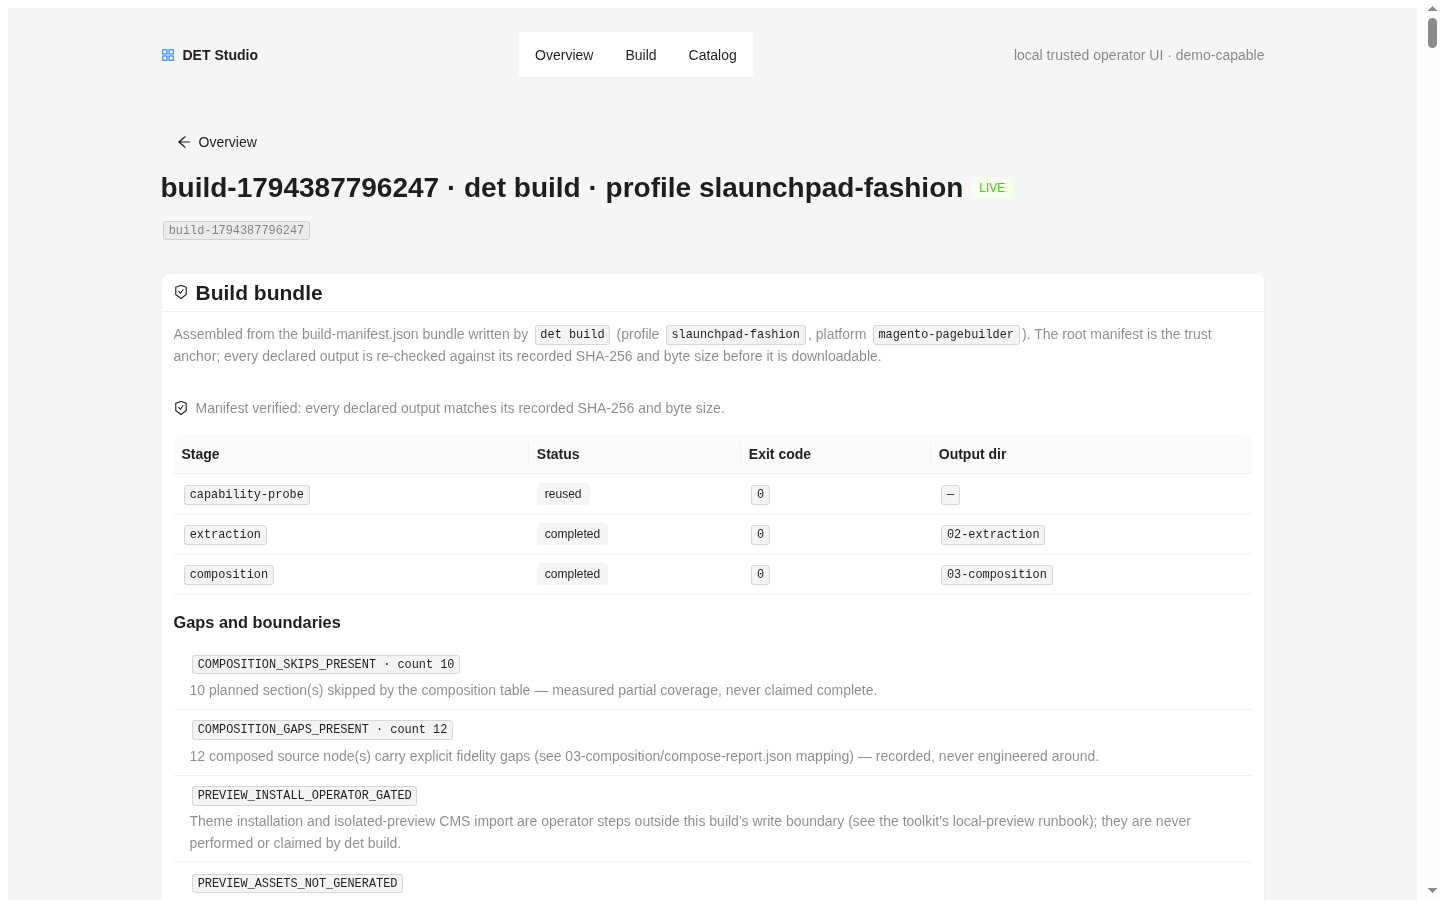 DET Studio
Overview Build Catalog
local trusted operator UI · demo-capable
Overview
build-1794387796247 · det build · profile slaunchpad-fashion LIVE
build-1794387796247
Build bundle
Assembled from the build-manifest.json bundle written by det build (profile slaunchpad-fashion, platform magento-pagebuilder). The root manifest is the trust
anchor; every declared output is re-checked against its recorded SHA-256 and byte size before it is downloadable.
Manifest verified: every declared output matches its recorded SHA-256 and byte size.
Stage Status Exit code Output dir
capability-probe reused 0 —
extraction completed 0 02-extraction
composition completed 0 03-composition
Gaps and boundaries
COMPOSITION_SKIPS_PRESENT · count 10
10 planned section(s) skipped by the composition table — measured partial coverage, never claimed complete.
COMPOSITION_GAPS_PRESENT · count 12
12 composed source node(s) carry explicit fidelity gaps (see 03-composition/compose-report.json mapping) — recorded, never engineered around.
PREVIEW_INSTALL_OPERATOR_GATED
Theme installation and isolated-preview CMS import are operator steps outside this build's write boundary (see the toolkit's local-preview runbook); they are never
performed or claimed by det build.
PREVIEW_ASSETS_NOT_GENERATED